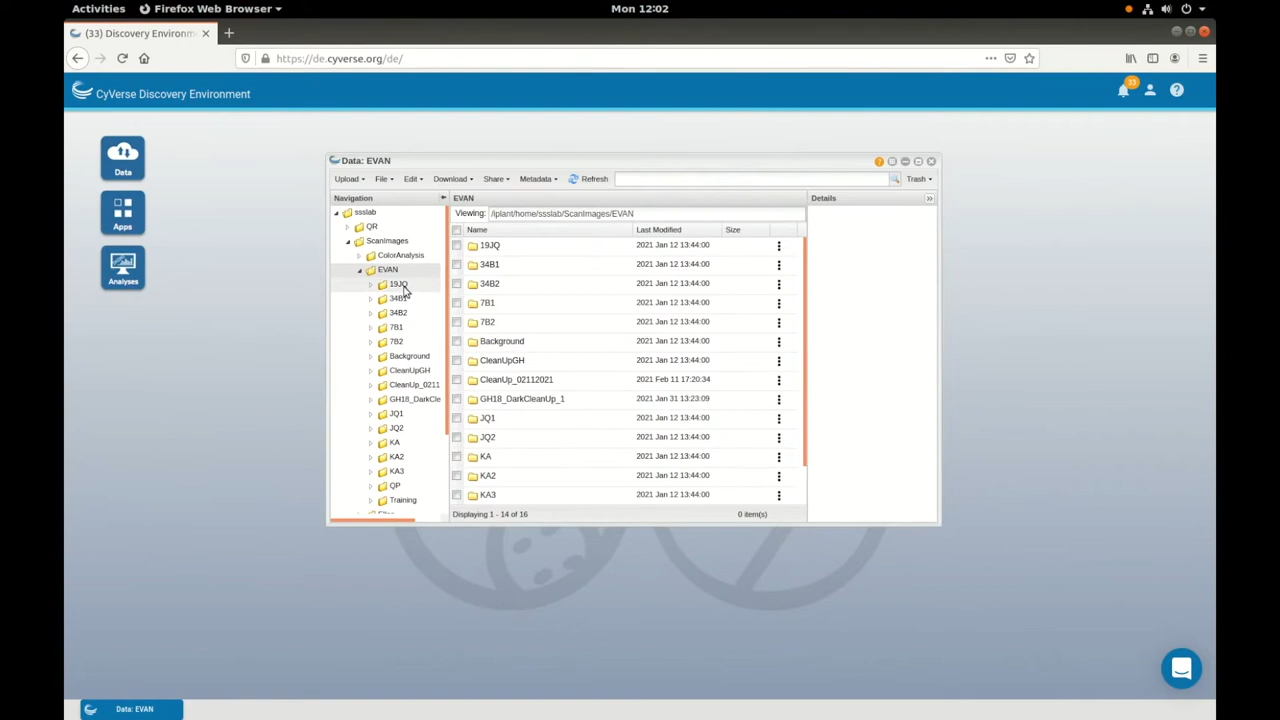 Activities Firefox Web Browser Mon 12:02
(33) Discovery Environm
https://de.cyverse.org/de/
CyVerse Discovery Environment 33
Data
Apps
Analyses
Data: EVAN
Upload File Edit Download Share Metadata Refresh Trash
Navigation EVAN Details
Viewing: /iplant/home/ssslab/ScanImages/EVAN
ssslab
QR
ScanImages
ColorAnalysis
EVAN
19JQ
34B1
34B2
7B1
7B2
Background
CleanUpGH
CleanUp_0211
GH18_DarkCle
JQ1
JQ2
KA
KA2
KA3
QP
Training
Name Last Modified Size
19JQ 2021 Jan 12 13:44:00
34B1 2021 Jan 12 13:44:00
34B2 2021 Jan 12 13:44:00
7B1 2021 Jan 12 13:44:00
7B2 2021 Jan 12 13:44:00
Background 2021 Jan 12 13:44:00
CleanUpGH 2021 Jan 12 13:44:00
CleanUp_02112021 2021 Feb 11 17:20:34
GH18_DarkCleanUp_1 2021 Jan 31 13:23:09
JQ1 2021 Jan 12 13:44:00
JQ2 2021 Jan 12 13:44:00
KA 2021 Jan 12 13:44:00
KA2 2021 Jan 12 13:44:00
KA3 2021 Jan 12 13:44:00
Displaying 1 - 14 of 16 0 item(s)
Data: EVAN